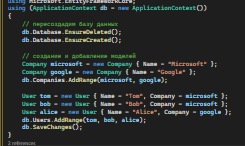 using Microsoft.EntityFrameworkCore;
using (ApplicationContext db = new ApplicationContext())
{
// пересоздадим базу данных
db.Database.EnsureDeleted();
db.Database.EnsureCreated();
// создание и добавление моделей
Company microsoft = new Company { Name = "Microsoft" };
Company google = new Company { Name = "Google" };
db.Companies.AddRange(microsoft, google);
User tom = new User { Name = "Tom", Company = microsoft };
User bob = new User { Name = "Bob", Company = microsoft };
User alice = new User { Name = "Alice", Company = google };
db.Users.AddRange(tom, bob, alice);
db.SaveChanges();
}
2 references